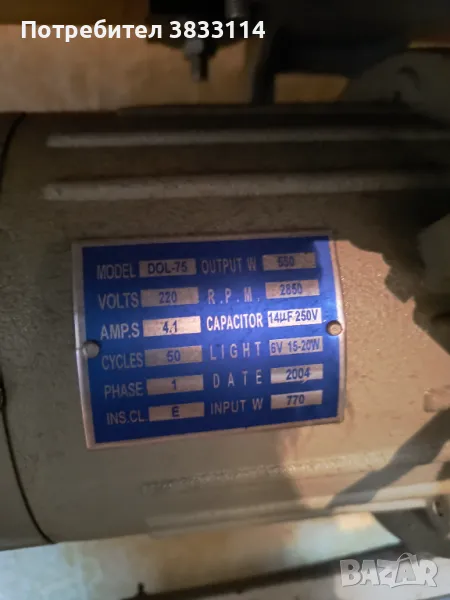 Потребител 3833114
MODEL DOL-75 OUTPUT W 550
VOLTS 220 R.P.M. 2850
AMP.S 4.1 CAPACITOR 14µF 250V
CYCLES 50 LIGHT 6V 15-20W
PHASE 1 DATE 2004
INS.CL E INPUT W 770
BAZAR